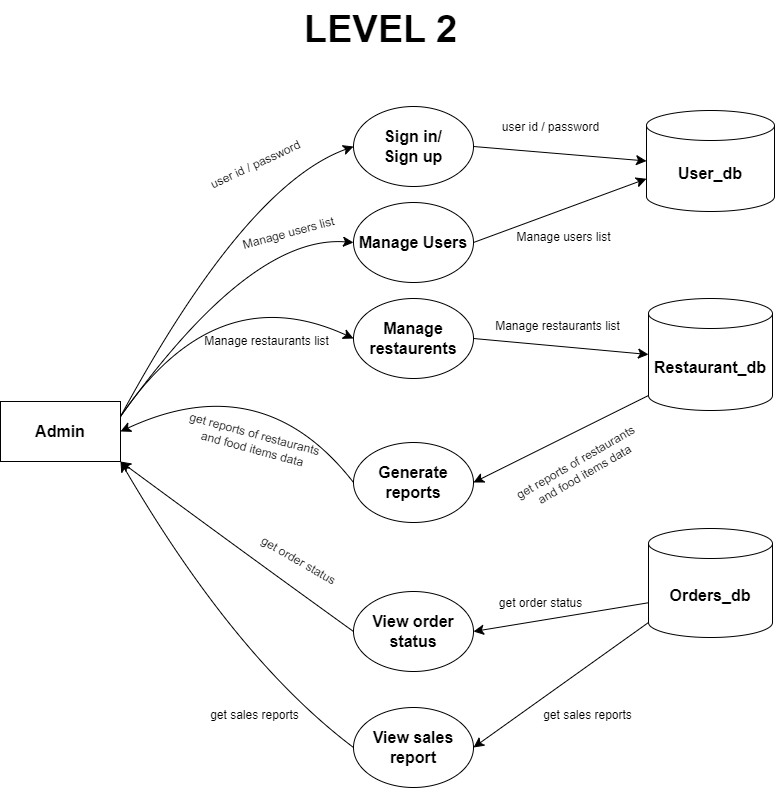 LEVEL 2
Sign in/
Sign up
user id / password
user id / password
User_db
Manage users list
Manage Users
Manage users list
Manage restaurants list
Manage
restaurents
Manage restaurants list
Restaurant_db
Admin
get reports of restaurants
and food items data
Generate
reports
get reports of restaurants
and food items data
get order status
View order
status
get order status
Orders_db
get sales reports
View sales
report
get sales reports